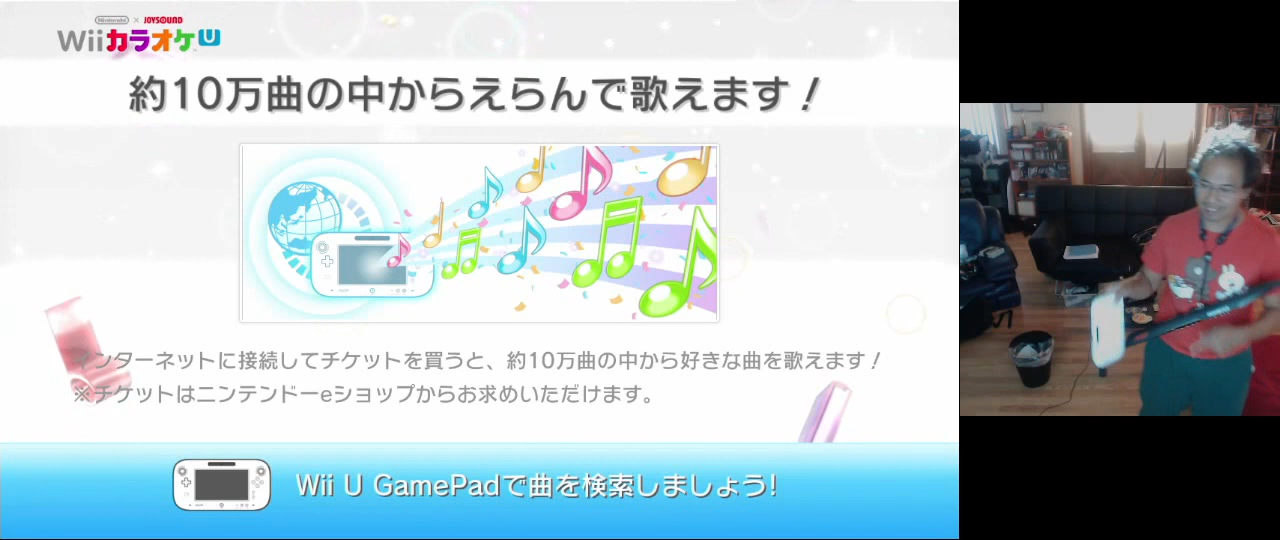 Nintendo × JOYSOUND
WiiカラオケU
約10万曲の中からえらんで歌えます！
インターネットに接続してチケットを買うと、約10万曲の中から好きな曲を歌えます！
※チケットはニンテンドーeショップからお求めいただけます。
Wii U GamePadで曲を検索しましょう!